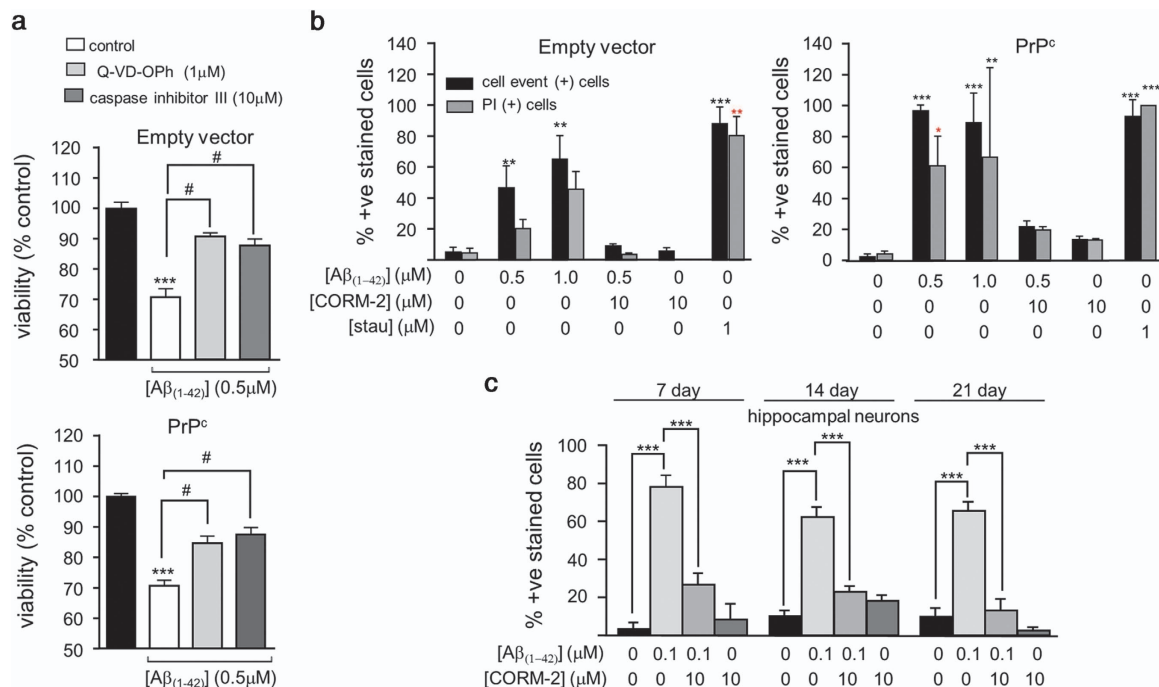 a
control
Q-VD-OPh (1μM)
caspase inhibitor III (10μM)
Empty vector
viability (% control)
120
110
100
90
80
70
60
50
***
#
#
[Aβ(1–42)] (0.5μM)
PrPc
viability (% control)
120
110
100
90
80
70
60
50
***
#
#
[Aβ(1–42)] (0.5μM)
b
Empty vector
% +ve stained cells
140
120
100
80
60
40
20
cell event (+) cells
PI (+) cells
** ** *** **
[Aβ(1–42)] (μM) 0 0.5 1.0 0.5 0 0
[CORM-2] (μM) 0 0 0 10 10 0
[stau] (μM) 0 0 0 0 0 1
PrPc
% +ve stained cells
140
120
100
80
60
40
20
0
*** * *** ** *** ***
0 0.5 1.0 0.5 0 0
0 0 0 10 10 0
0 0 0 0 0 1
c
7 day 14 day 21 day
hippocampal neurons
% +ve stained cells
100
80
60
40
20
*** *** *** *** *** ***
[Aβ(1–42)] (μM) 0 0.1 0.1 0 0 0.1 0.1 0 0 0.1 0.1 0
[CORM-2] (μM) 0 0 10 10 0 0 10 10 0 0 10 10